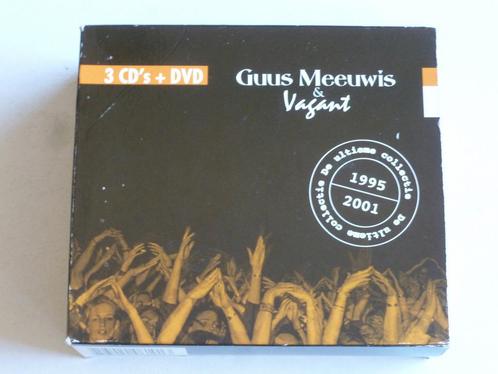 3 CD's + DVD
Guus Meeuwis
&
Vagant
De ultieme collectie De ultieme collectie
1995
2001